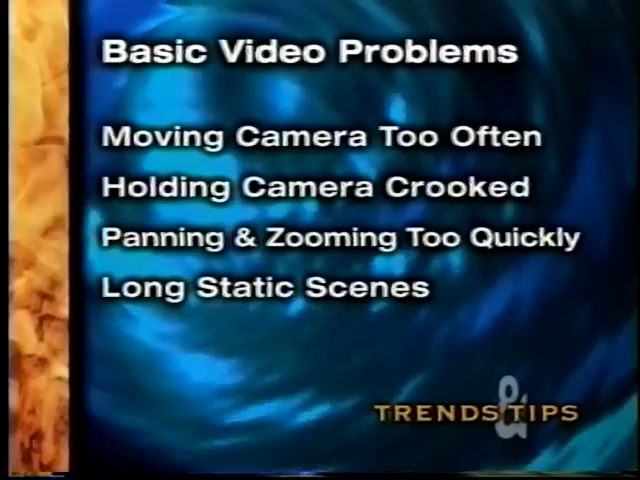 Basic Video Problems
Moving Camera Too Often
Holding Camera Crooked
Panning & Zooming Too Quickly
Long Static Scenes
TRENDS & TIPS